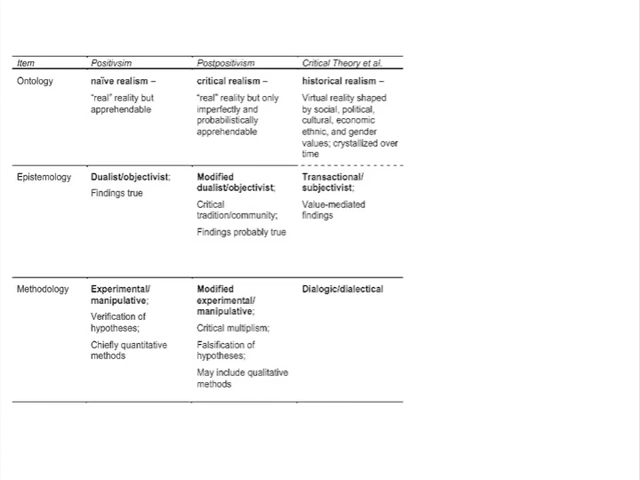 Item Positivsim Postpositivism Critical Theory et al.
Ontology naïve realism – critical realism – historical realism –
"real" reality but "real" reality but only Virtual reality shaped
apprehendable imperfectly and by social, political,
probabilistically cultural, economic
apprehendable ethnic, and gender
values; crystallized over
time
Epistemology Dualist/objectivist; Modified Transactional/
dualist/objectivist; subjectivist;
Findings true Critical Value-mediated
tradition/community; findings
Findings probably true
Methodology Experimental/ Modified Dialogic/dialectical
manipulative; experimental/
manipulative;
Verification of Critical multiplism;
hypotheses;
Chiefly quantitative Falsification of
methods hypotheses;
May include qualitative
methods